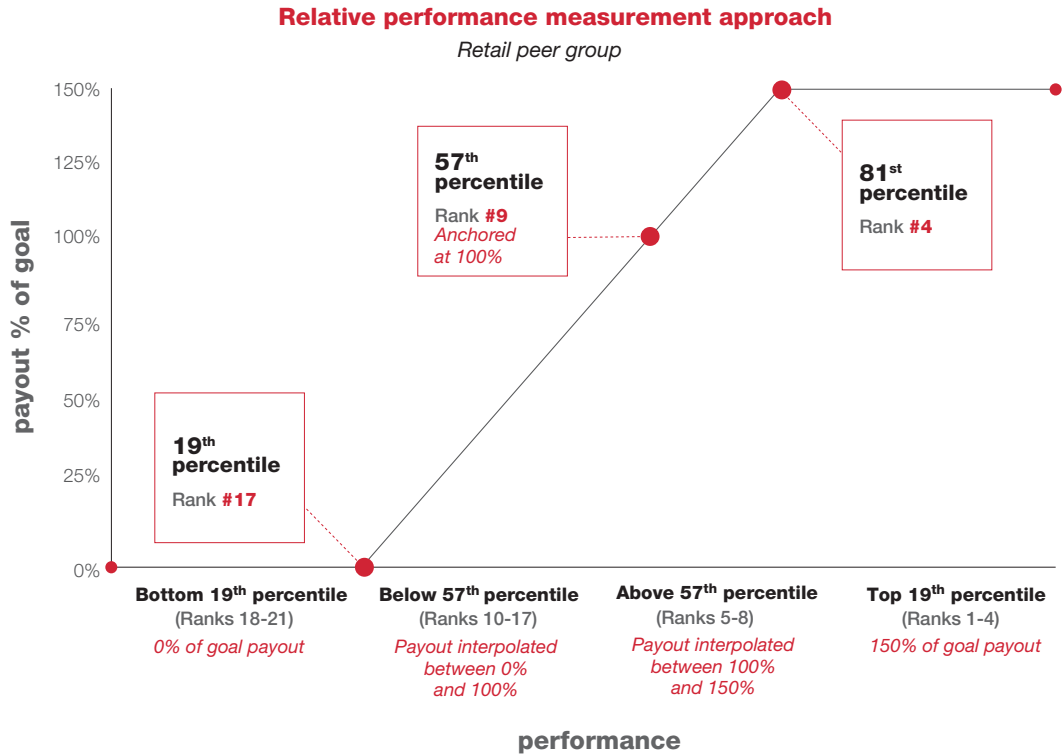 Relative performance measurement approach
Retail peer group
payout % of goal
150%
125%
100%
75%
50%
25%
0%
19th
percentile
Rank #17
57th
percentile
Rank #9
Anchored
at 100%
81st
percentile
Rank #4
Bottom 19th percentile
(Ranks 18-21)
0% of goal payout
Below 57th percentile
(Ranks 10-17)
Payout interpolated
between 0%
and 100%
Above 57th percentile
(Ranks 5-8)
Payout interpolated
between 100%
and 150%
Top 19th percentile
(Ranks 1-4)
150% of goal payout
performance